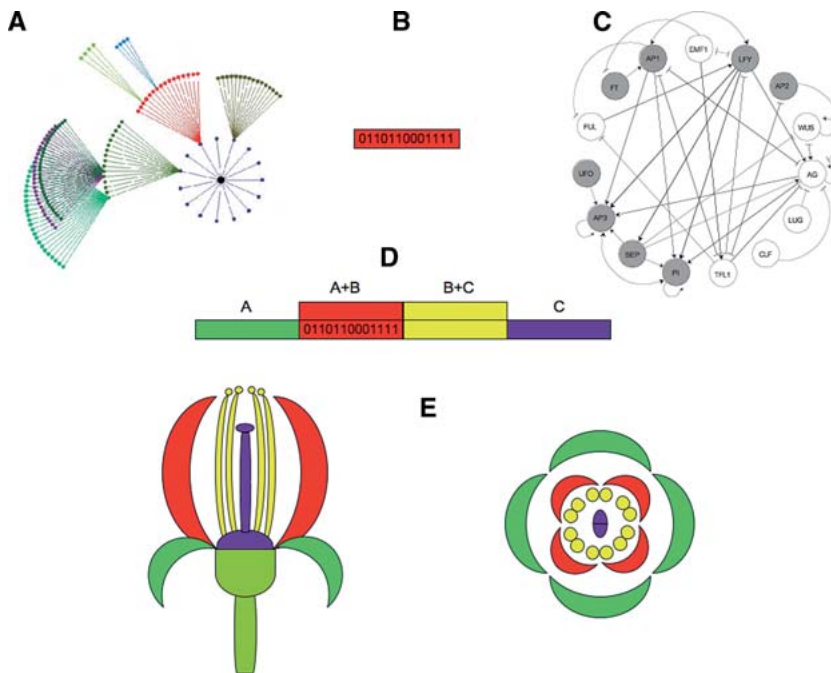 A
B
C
0110110001111
EMF1
AP1
LFY
FT
AP2
FUL
WUS
AG
UFO
LUG
AP3
SEP
CLF
PI
TFL1
D
A
A+B
B+C
C
0110110001111
E